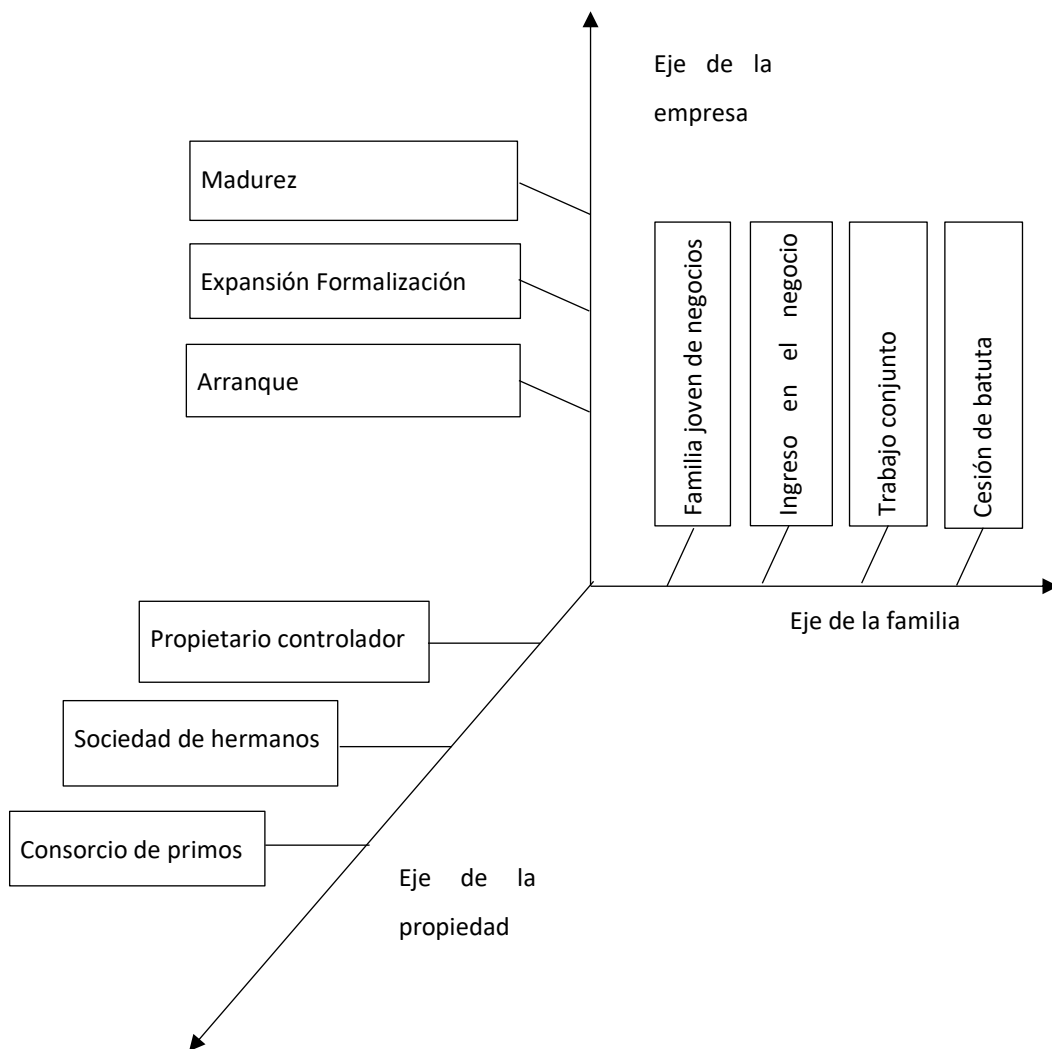 Eje de la
empresa
Madurez
Expansión Formalización
Arranque
Familia joven de negocios
Ingreso en el negocio
Trabajo conjunto
Cesión de batuta
Eje de la familia
Propietario controlador
Sociedad de hermanos
Consorcio de primos
Eje de la
propiedad